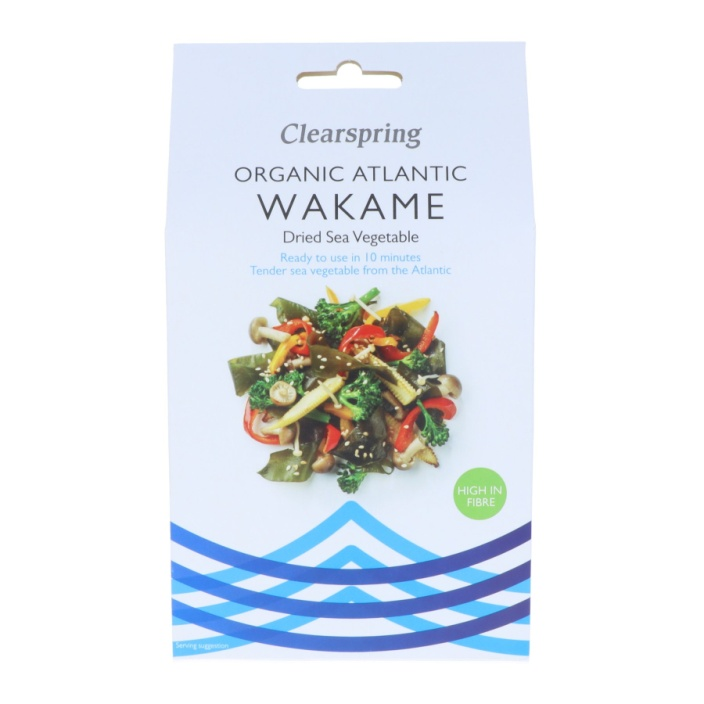 Clearspring
ORGANIC ATLANTIC
WAKAME
Dried Sea Vegetable
Ready to use in 10 minutes
Tender sea vegetable from the Atlantic
HIGH IN
FIBRE
Serving suggestion